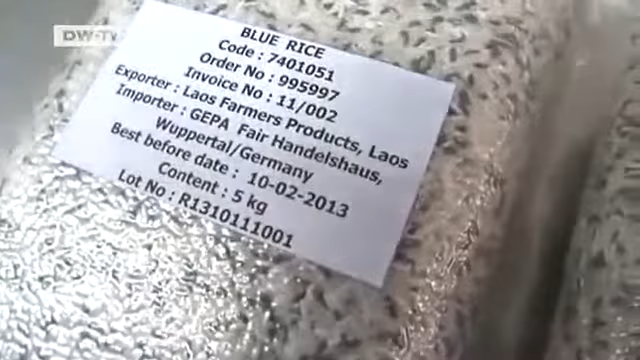 DW-TV
BLUE RICE
Code : 7401051
Order No : 995997
Invoice No : 11/002
Exporter : Laos Farmers Products, Laos
Importer : GEPA Fair Handelshaus,
Wuppertal/Germany
Best before date : 10-02-2013
Content : 5 kg
Lot No : R1310111001